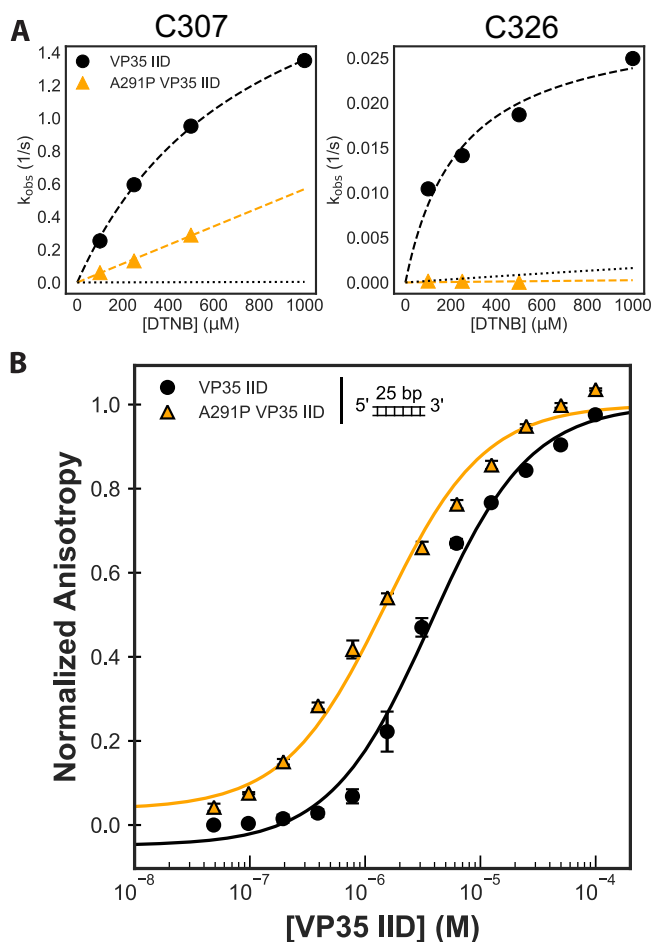 A
C307
C326
VP35 IID
A291P VP35 IID
kobs (1/s)
1.4
1.2
1.0
0.8
0.6
0.4
0.2
0.0
0 200 400 600 800 1000
[DTNB] (µM)
kobs (1/s)
0.025
0.020
0.015
0.010
0.005
0.000
0 200 400 600 800 1000
[DTNB] (µM)
B
VP35 IID
A291P VP35 IID
25 bp
5' 3'
Normalized Anisotropy
1.0
0.8
0.6
0.4
0.2
0.0
10⁻⁸ 10⁻⁷ 10⁻⁶ 10⁻⁵ 10⁻⁴
[VP35 IID] (M)